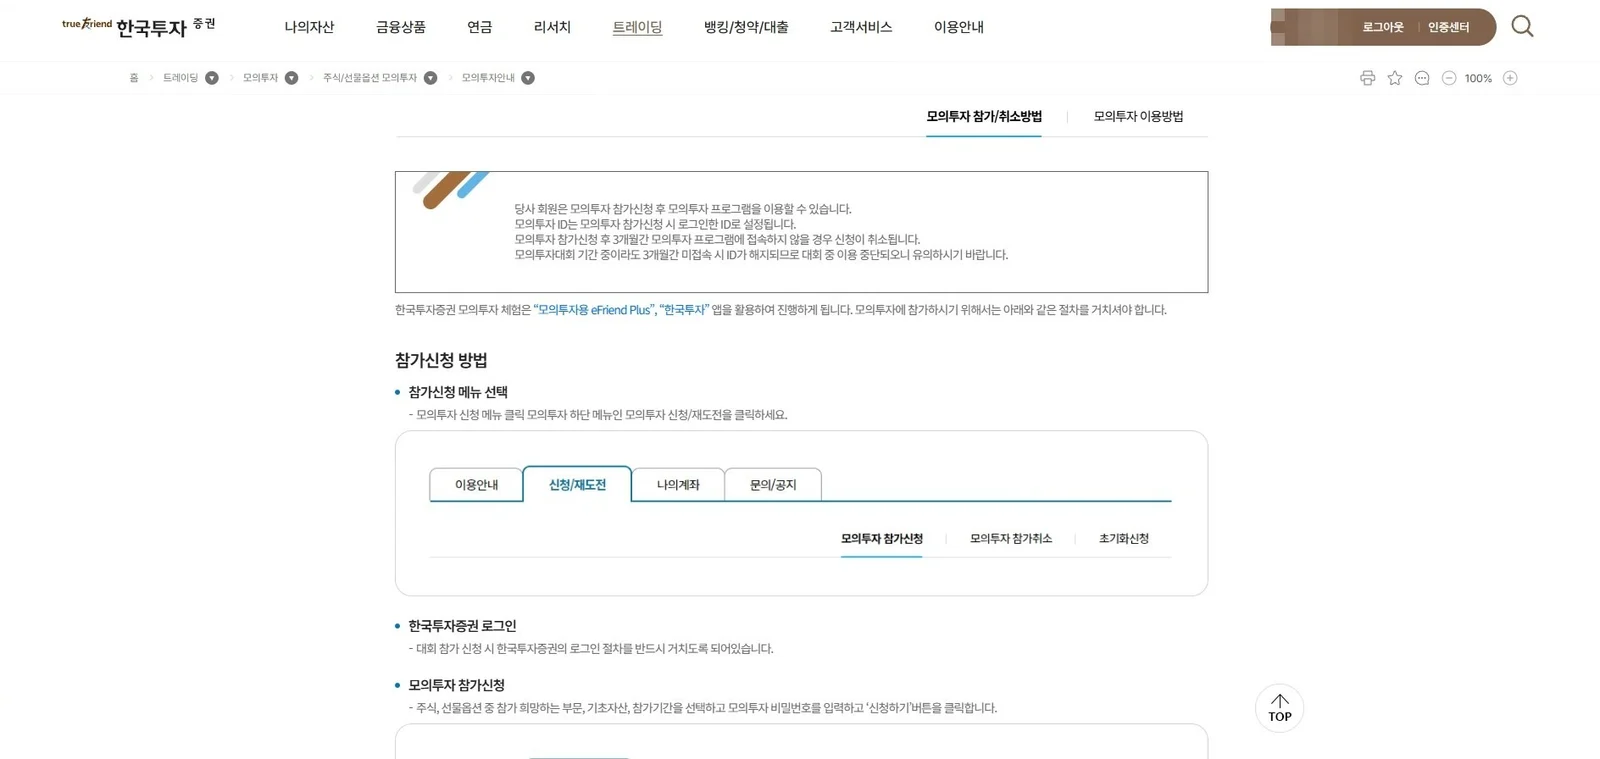 true Friend 한국투자 증권
나의자산 금융상품 연금 리서치 트레이딩 뱅킹/청약/대출 고객서비스 이용안내
로그아웃 인증센터
홈 트레이딩 모의투자 주식/선물옵션 모의투자 모의투자안내
100%
모의투자 참가/취소방법 모의투자 이용방법
당사 회원은 모의투자 참가신청 후 모의투자 프로그램을 이용할 수 있습니다.
모의투자 ID는 모의투자 참가신청 시 로그인한 ID로 설정됩니다.
모의투자 참가신청 후 3개월간 모의투자 프로그램에 접속하지 않을 경우 신청이 취소됩니다.
모의투자대회 기간 중이라도 3개월간 미접속 시 ID가 해지되므로 대회 중 이용 중단되오니 유의하시기 바랍니다.
한국투자증권 모의투자 체험은 “모의투자용 eFriend Plus”, “한국투자” 앱을 활용하여 진행하게 됩니다. 모의투자에 참가하시기 위해서는 아래와 같은 절차를 거치셔야 합니다.
참가신청 방법
참가신청 메뉴 선택
- 모의투자 신청 메뉴 클릭 모의투자 하단 메뉴인 모의투자 신청/재도전을 클릭하세요.
이용안내 신청/재도전 나의계좌 문의/공지
모의투자 참가신청 모의투자 참가취소 초기화신청
한국투자증권 로그인
- 대회 참가 신청 시 한국투자증권의 로그인 절차를 반드시 거치도록 되어있습니다.
모의투자 참가신청
- 주식, 선물옵션 중 참가 희망하는 부문, 기초자산, 참가기간을 선택하고 모의투자 비밀번호를 입력하고 ‘신청하기’버튼을 클릭합니다.
TOP